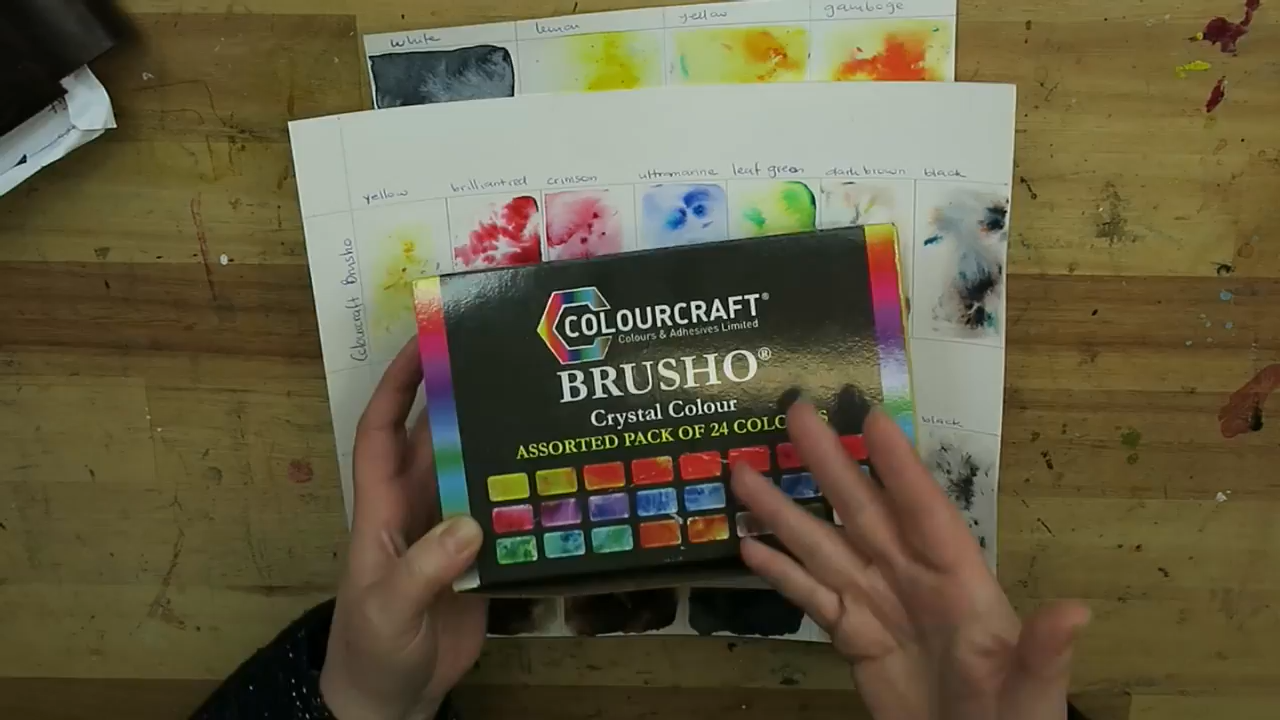 white lemon yellow gamboge
yellow brilliant red crimson ultramarine leaf green dark brown black
Colourcraft Brusho
COLOURCRAFT®
Colours & Adhesives Limited
BRUSHO®
Crystal Colour
ASSORTED PACK OF 24
black